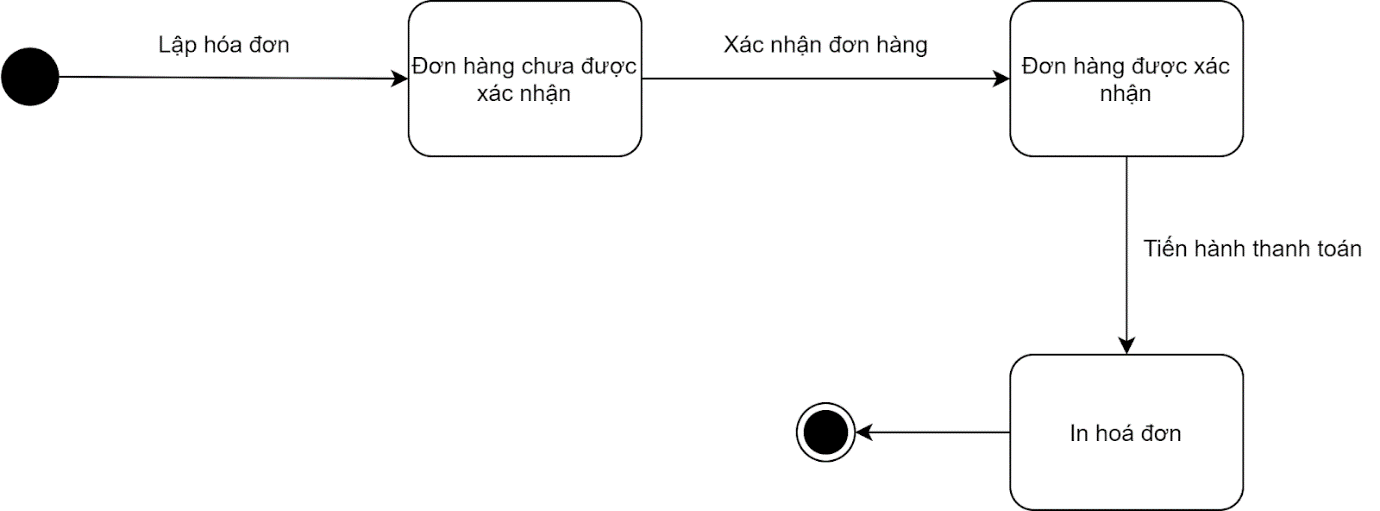 Lập hóa đơn
Đơn hàng chưa được
xác nhận
Xác nhận đơn hàng
Đơn hàng được xác
nhận
Tiến hành thanh toán
In hoá đơn